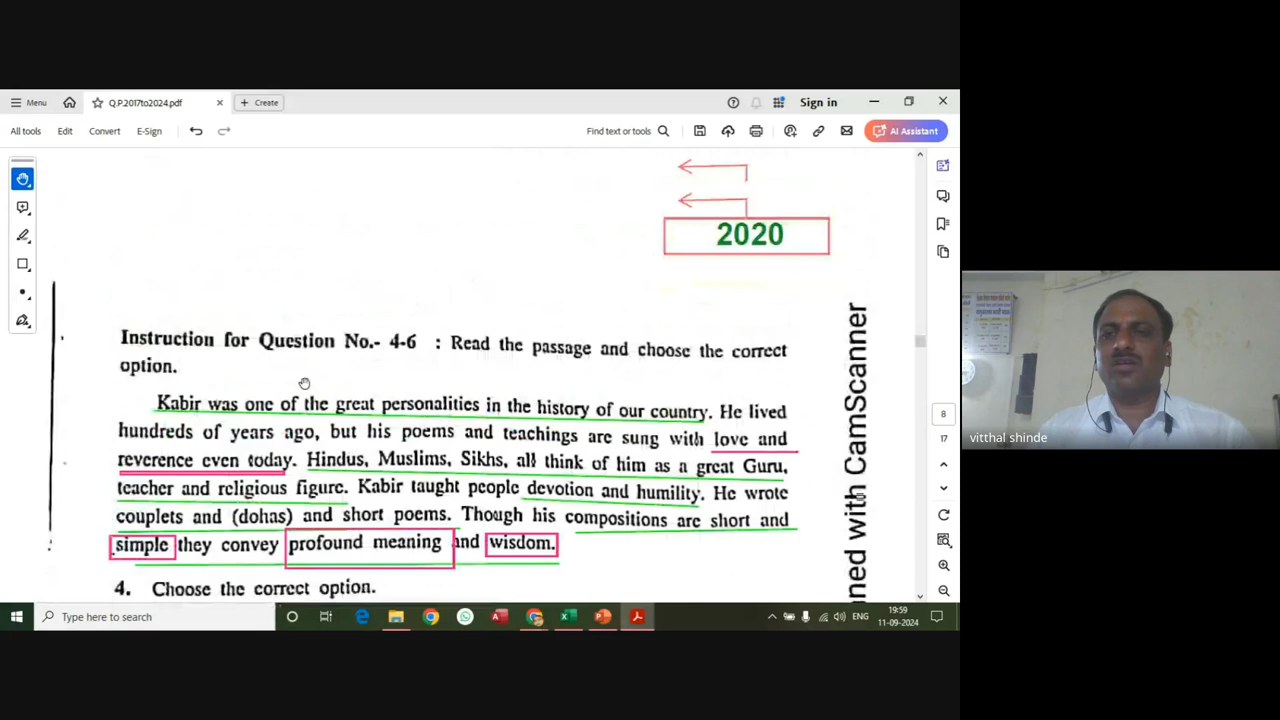 Menu
Q.P.2017to2024.pdf
Create
Sign in
All tools
Edit
Convert
E-Sign
Find text or tools
AI Assistant
2020
Instruction for Question No.- 4-6 : Read the passage and choose the correct
option.
Kabir was one of the great personalities in the history of our country. He lived
hundreds of years ago, but his poems and teachings are sung with love and
reverence even today. Hindus, Muslims, Sikhs, all think of him as a great Guru,
teacher and religious figure. Kabir taught people devotion and humility. He wrote
couplets and (dohas) and short poems. Though his compositions are short and
simple they convey profound meaning and wisdom.
4. Choose the correct option.
ned with CamScanner
8
17
vitthal shinde
Type here to search
ENG
19:59
11-09-2024